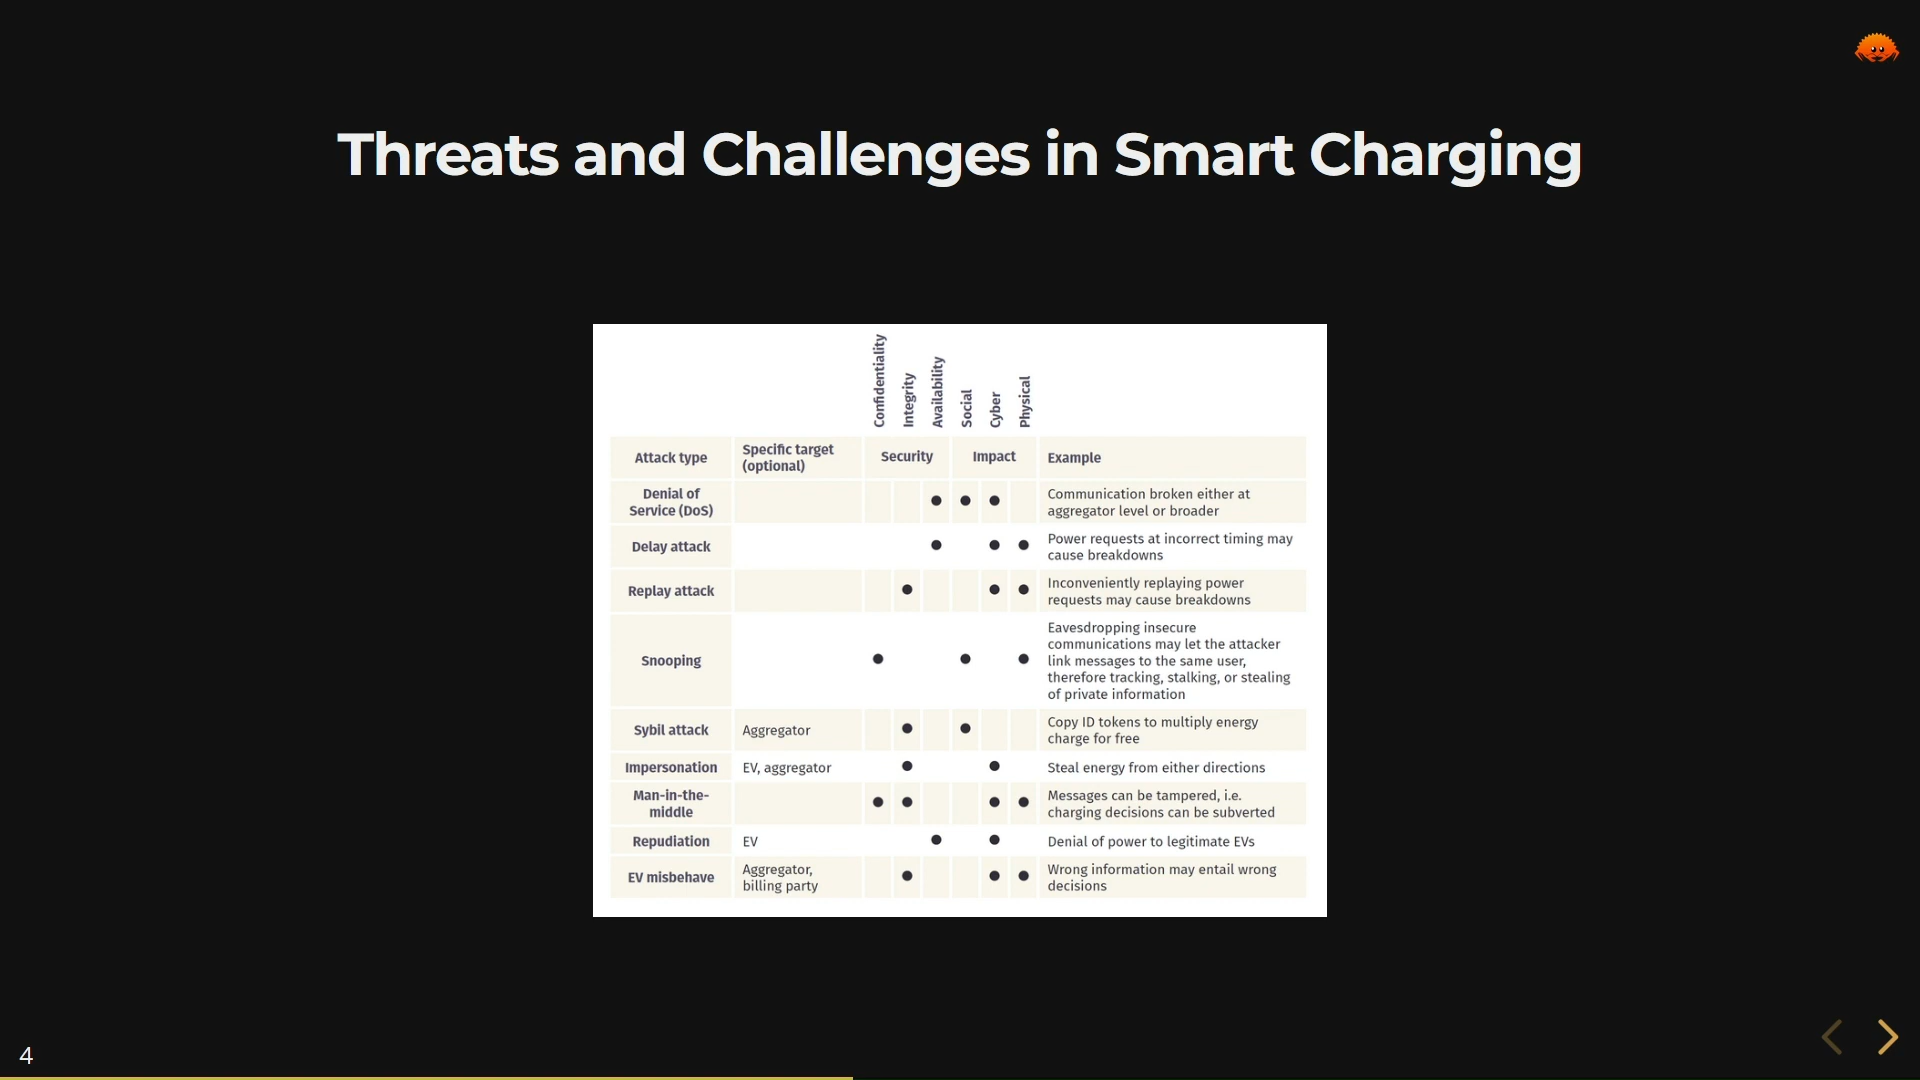 Threats and Challenges in Smart Charging
Confidentiality
Integrity
Availability
Social
Cyber
Physical
Attack type
Specific target
(optional)
Security
Impact
Example
Denial of
Service (DoS)
● ● ●
Communication broken either at
aggregator level or broader
Delay attack
● ● ●
Power requests at incorrect timing may
cause breakdowns
Replay attack
● ● ●
Inconveniently replaying power
requests may cause breakdowns
Snooping
● ● ●
Eavesdropping insecure
communications may let the attacker
link messages to the same user,
therefore tracking, stalking, or stealing
of private information
Sybil attack
Aggregator
● ●
Copy ID tokens to multiply energy
charge for free
Impersonation
EV, aggregator
● ●
Steal energy from either directions
Man-in-the-
middle
● ● ● ●
Messages can be tampered, i.e.
charging decisions can be subverted
Repudiation
EV
● ●
Denial of power to legitimate EVs
EV misbehave
Aggregator,
billing party
● ● ●
Wrong information may entail wrong
decisions
4